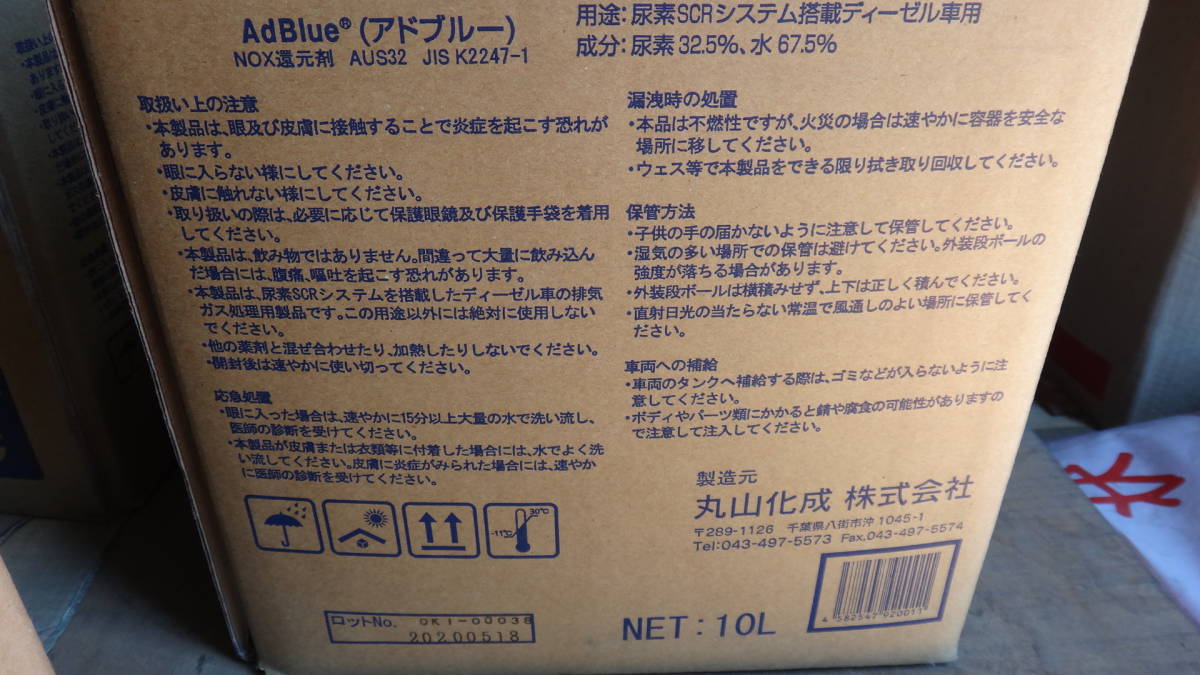 AdBlue®(アドブルー)
NOX還元剤 AUS32 JIS K2247-1
用途:尿素SCRシステム搭載ディーゼル車用
成分:尿素32.5%、水67.5%
取扱い上の注意
・本製品は、眼及び皮膚に接触することで炎症を起こす恐れが
あります。
・眼に入らない様にしてください。
・皮膚に触れない様にしてください。
・取り扱いの際は、必要に応じて保護眼鏡及び保護手袋を着用
してください。
・本製品は、飲み物ではありません。間違って大量に飲み込ん
だ場合には、腹痛、嘔吐を起こす恐れがあります。
・本製品は、尿素SCRシステムを搭載したディーゼル車の排気
ガス処理用製品です。この用途以外には絶対に使用しない
でください。
・他の薬剤と混ぜ合わせたり、加熱したりしないでください。
・開封後は速やかに使い切ってください。
応急処置
・眼に入った場合は、速やかに15分以上大量の水で洗い流し、
医師の診断を受けてください。
・本製品が皮膚または衣類等に付着した場合には、水でよく洗
い流してください。皮膚に炎症がみられた場合には、速やか
に医師の診断を受けてください。
漏洩時の処置
・本品は不燃性ですが、火災の場合は速やかに容器を安全な
場所に移してください。
・ウェス等で本製品をできる限り拭き取り回収してください。
保管方法
・子供の手の届かないように注意して保管してください。
・湿気の多い場所での保管は避けてください。外装段ボールの
強度が落ちる場合があります。
・外装段ボールは横積みせず、上下は正しく積んでください。
・直射日光の当たらない常温で風通しのよい場所に保管してく
ださい。
車両への補給
・車両のタンクへ補給する際は、ゴミなどが入らないように注
意してください。
・ボディやパーツ類にかかると錆や腐食の可能性がありますの
で注意して注入してください。
製造元
丸山化成 株式会社
〒289-1126 千葉県八街市沖1045-1
Tel:043-497-5573 Fax.043-497-5574
-11℃ 30℃
ロットNo. OKI-00038
20200518
NET:10L
4 582547 920011